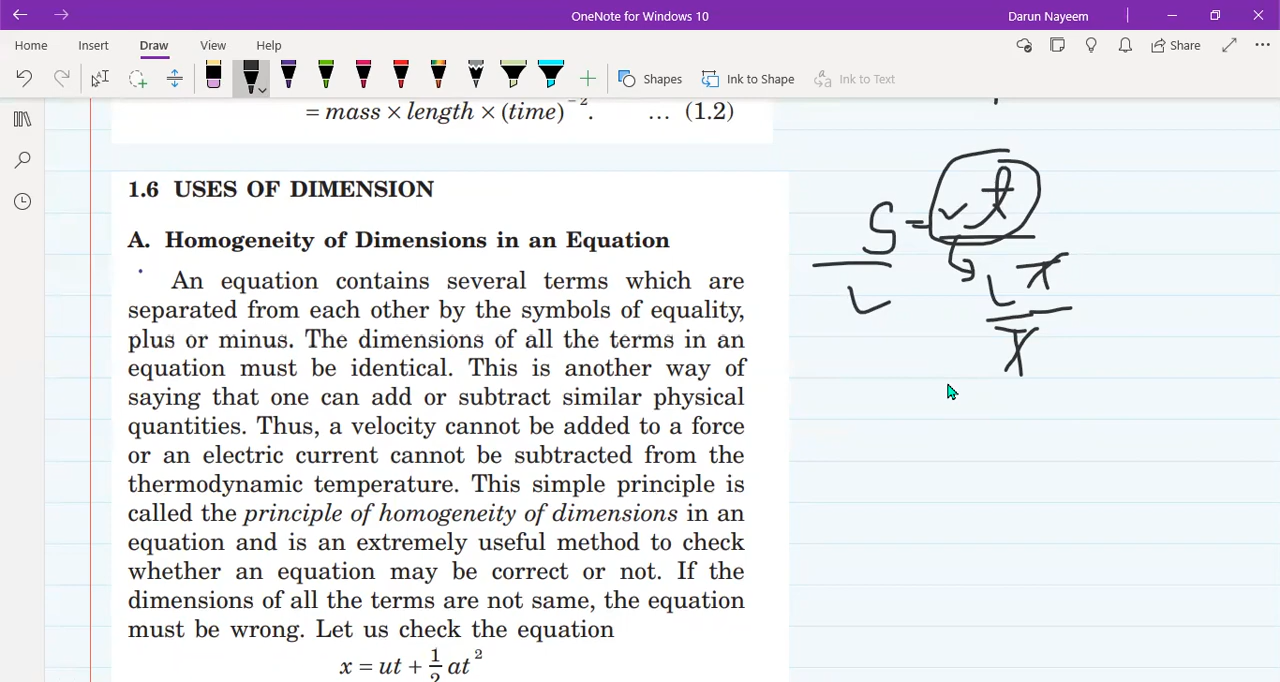 OneNote for Windows 10
Darun Nayeem
Home Insert Draw View Help
Share
Shapes Ink to Shape Ink to Text
= mass × length × (time)⁻². ... (1.2)
1.6 USES OF DIMENSION
A. Homogeneity of Dimensions in an Equation
An equation contains several terms which are
separated from each other by the symbols of equality,
plus or minus. The dimensions of all the terms in an
equation must be identical. This is another way of
saying that one can add or subtract similar physical
quantities. Thus, a velocity cannot be added to a force
or an electric current cannot be subtracted from the
thermodynamic temperature. This simple principle is
called the principle of homogeneity of dimensions in an
equation and is an extremely useful method to check
whether an equation may be correct or not. If the
dimensions of all the terms are not same, the equation
must be wrong. Let us check the equation
x = ut + 1/2 at²
S = vt
L
L T
T